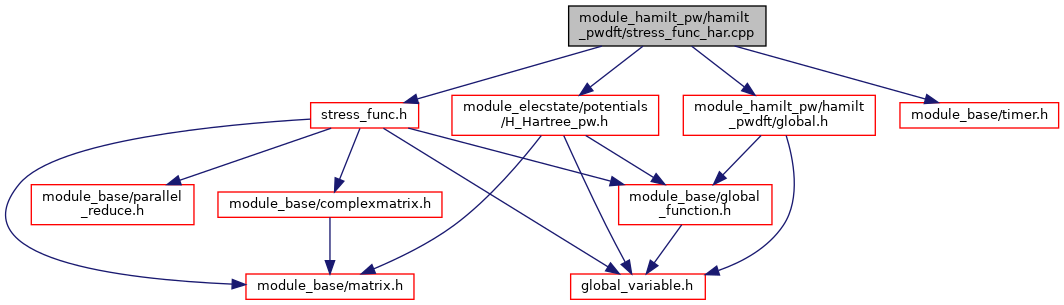 module_hamilt_pw/hamilt
_pwdft/stress_func_har.cpp
stress_func.h
module_elecstate/potentials
/H_Hartree_pw.h
module_hamilt_pw/hamilt
_pwdft/global.h
module_base/timer.h
module_base/parallel
_reduce.h
module_base/complexmatrix.h
module_base/global
_function.h
module_base/matrix.h
global_variable.h